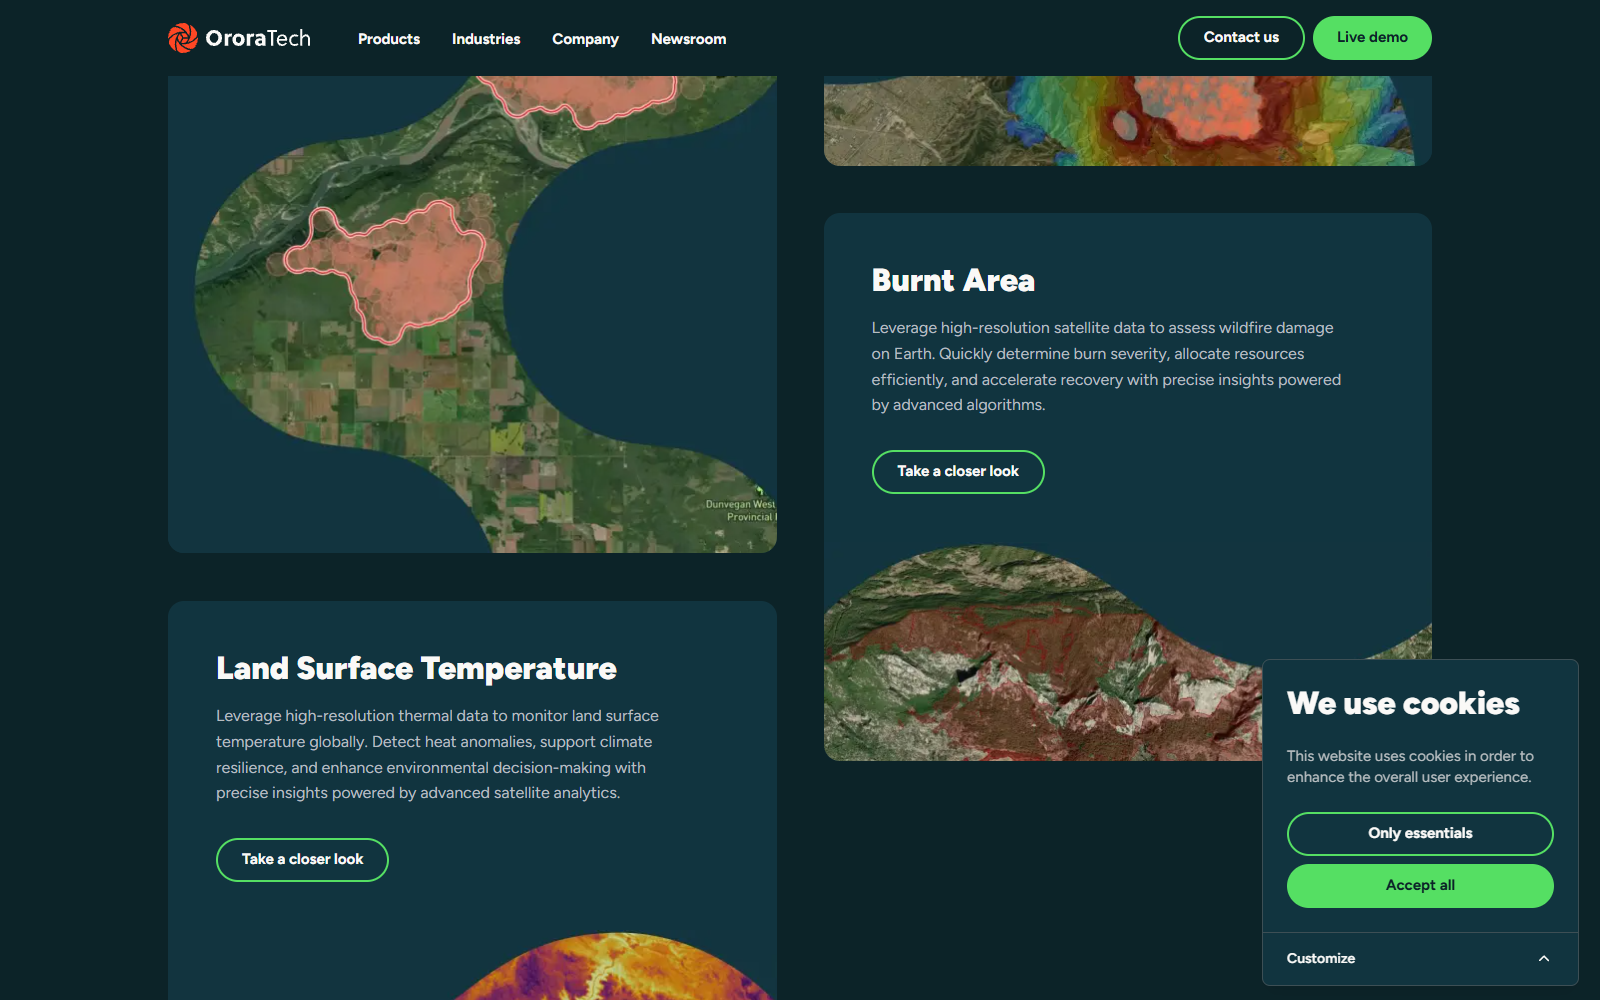 OroraTech
Products
Industries
Company
Newsroom
Contact us
Live demo
Dunvegan West
Provincial
Burnt Area
Leverage high-resolution satellite data to assess wildfire damage
on Earth. Quickly determine burn severity, allocate resources
efficiently, and accelerate recovery with precise insights powered
by advanced algorithms.
Take a closer look
Land Surface Temperature
Leverage high-resolution thermal data to monitor land surface
temperature globally. Detect heat anomalies, support climate
resilience, and enhance environmental decision-making with
precise insights powered by advanced satellite analytics.
Take a closer look
We use cookies
This website uses cookies in order to
enhance the overall user experience.
Only essentials
Accept all
Customize